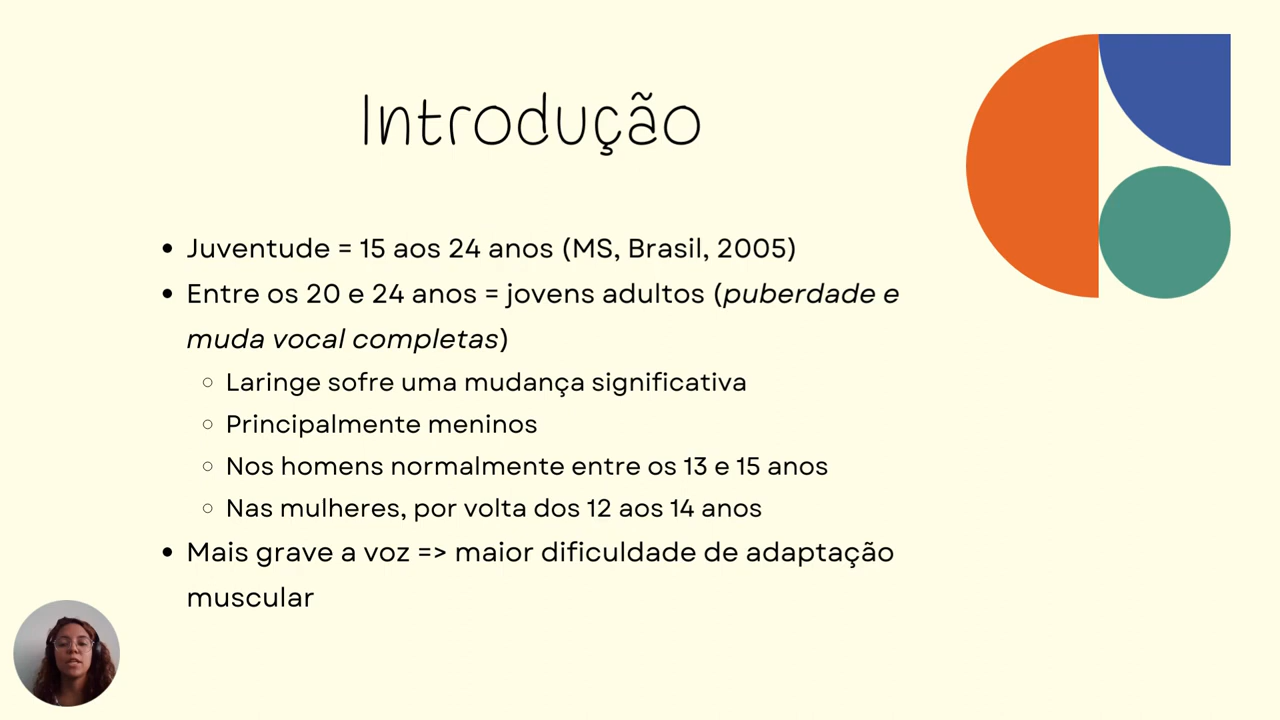 Introdução
• Juventude = 15 aos 24 anos (MS, Brasil, 2005)
• Entre os 20 e 24 anos = jovens adultos (puberdade e
muda vocal completas)
○ Laringe sofre uma mudança significativa
○ Principalmente meninos
○ Nos homens normalmente entre os 13 e 15 anos
○ Nas mulheres, por volta dos 12 aos 14 anos
• Mais grave a voz => maior dificuldade de adaptação
muscular